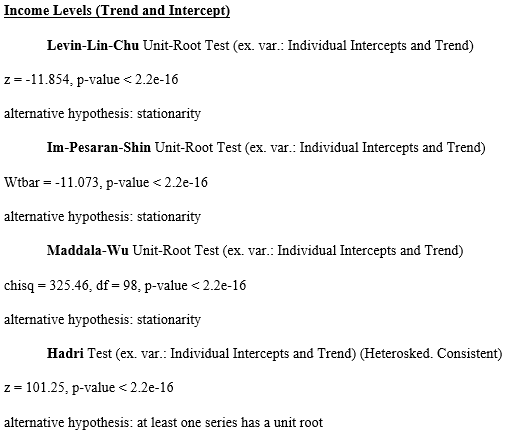 Income Levels (Trend and Intercept)
Levin-Lin-Chu Unit-Root Test (ex. var.: Individual Intercepts and Trend)
z = -11.854, p-value < 2.2e-16
alternative hypothesis: stationarity
Im-Pesaran-Shin Unit-Root Test (ex. var.: Individual Intercepts and Trend)
Wtbar = -11.073, p-value < 2.2e-16
alternative hypothesis: stationarity
Maddala-Wu Unit-Root Test (ex. var.: Individual Intercepts and Trend)
chisq = 325.46, df = 98, p-value < 2.2e-16
alternative hypothesis: stationarity
Hadri Test (ex. var.: Individual Intercepts and Trend) (Heterosked. Consistent)
z = 101.25, p-value < 2.2e-16
alternative hypothesis: at least one series has a unit root